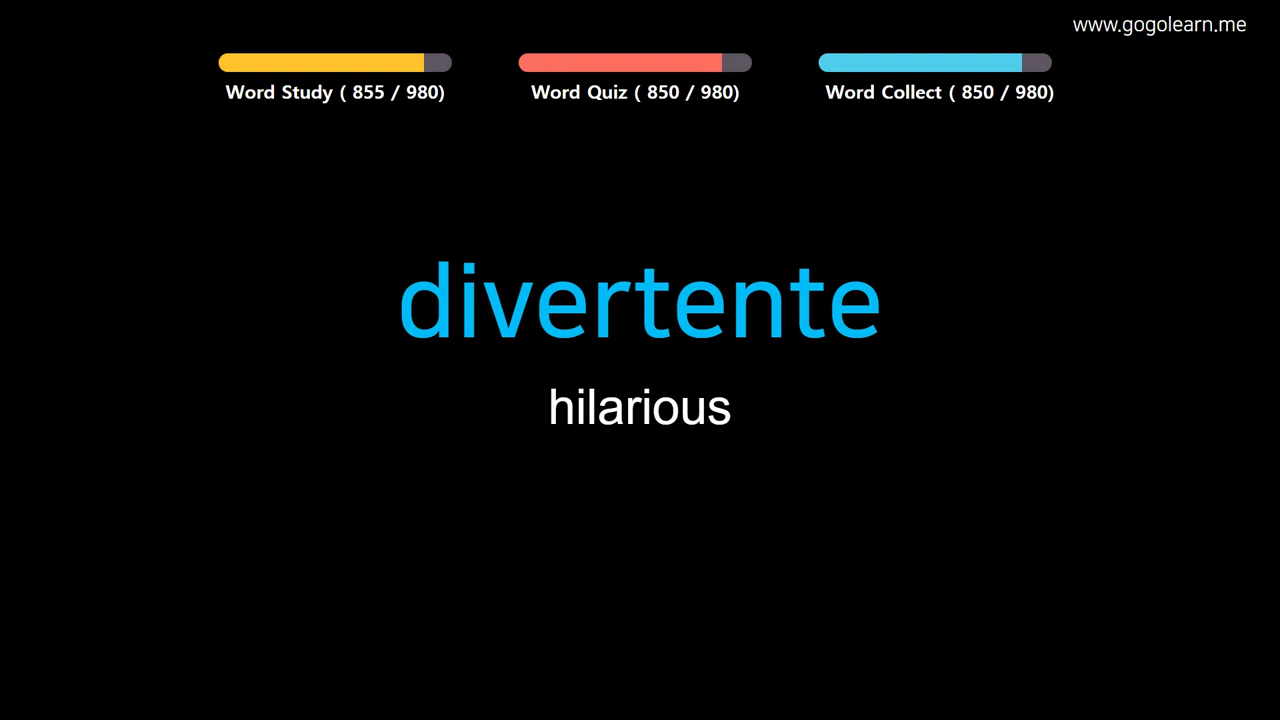 www.gogolearn.me
Word Study ( 855 / 980)
Word Quiz ( 850 / 980)
Word Collect ( 850 / 980)
divertente
hilarious